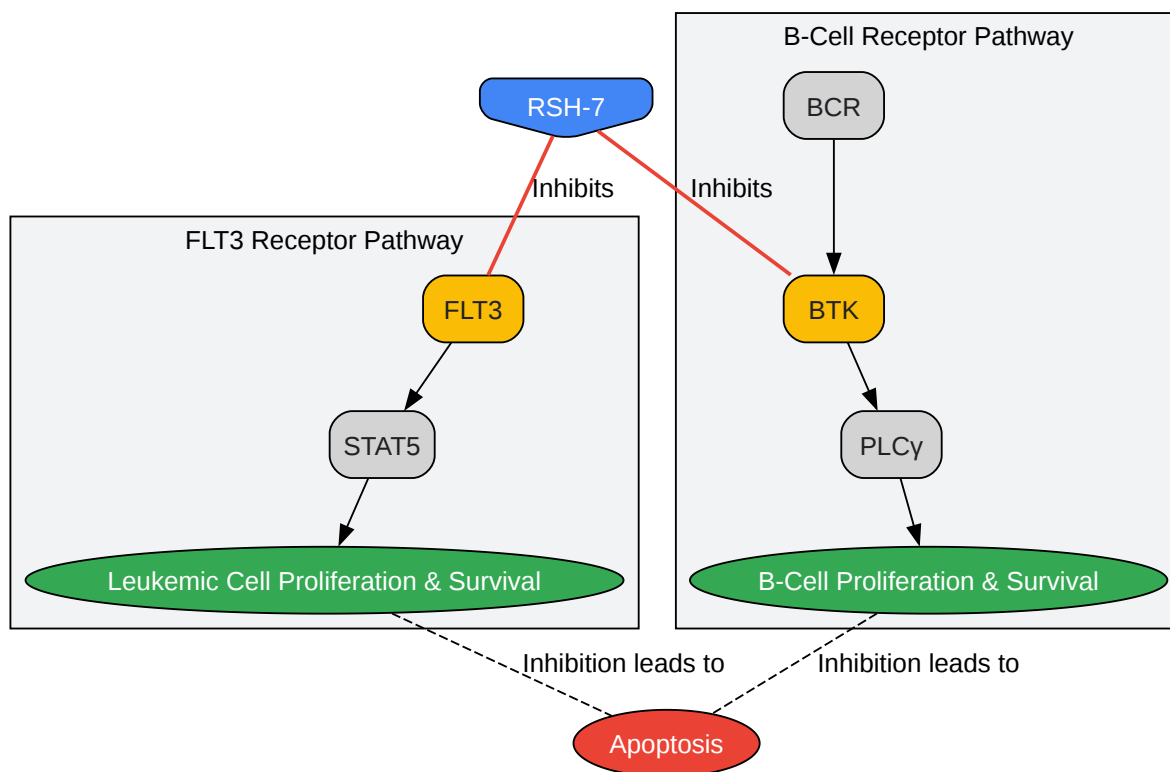 B-Cell Receptor Pathway
RSH-7
BCR
Inhibits
Inhibits
FLT3 Receptor Pathway
FLT3
BTK
STAT5
PLCγ
Leukemic Cell Proliferation & Survival
B-Cell Proliferation & Survival
Inhibition leads to
Inhibition leads to
Apoptosis